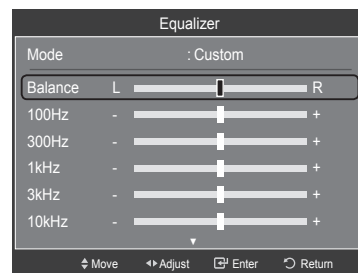 Equalizer
Mode : Custom
Balance L R
100Hz - +
300Hz - +
1kHz - +
3kHz - +
10kHz - +
Move Adjust Enter Return